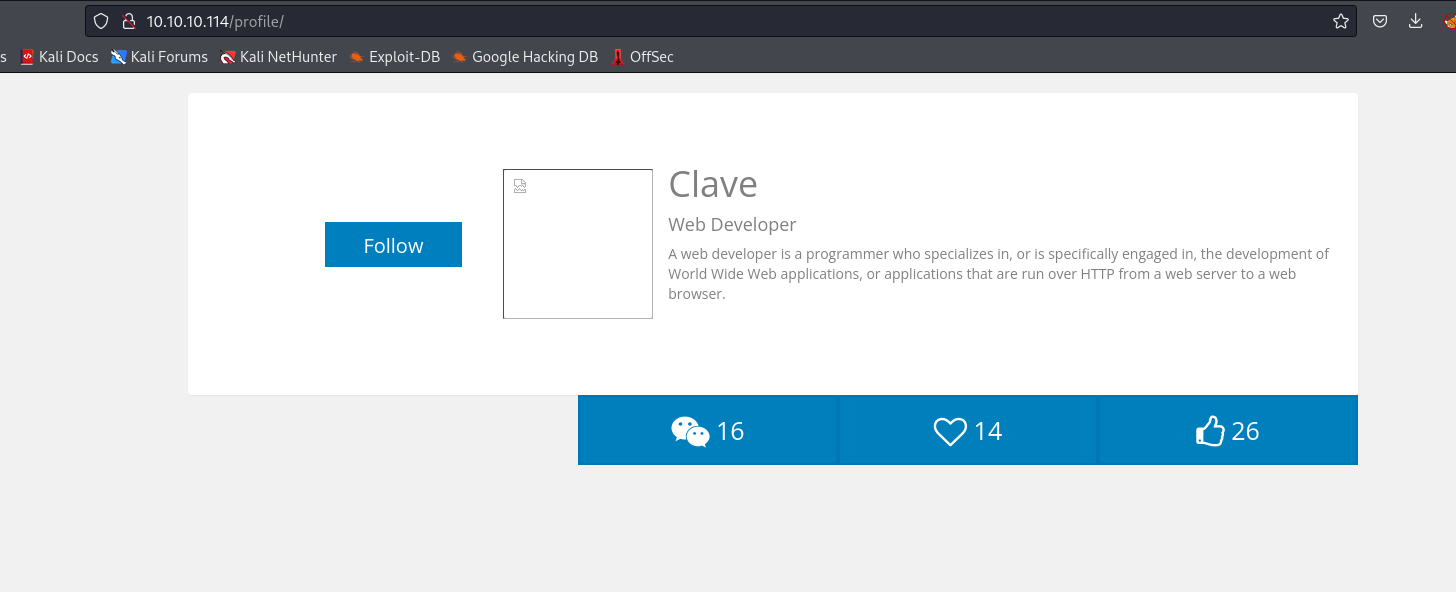 10.10.10.114/profile/
s Kali Docs Kali Forums Kali NetHunter Exploit-DB Google Hacking DB OffSec
Clave
Web Developer
Follow
A web developer is a programmer who specializes in, or is specifically engaged in, the development of
World Wide Web applications, or applications that are run over HTTP from a web server to a web
browser.
16 14 26